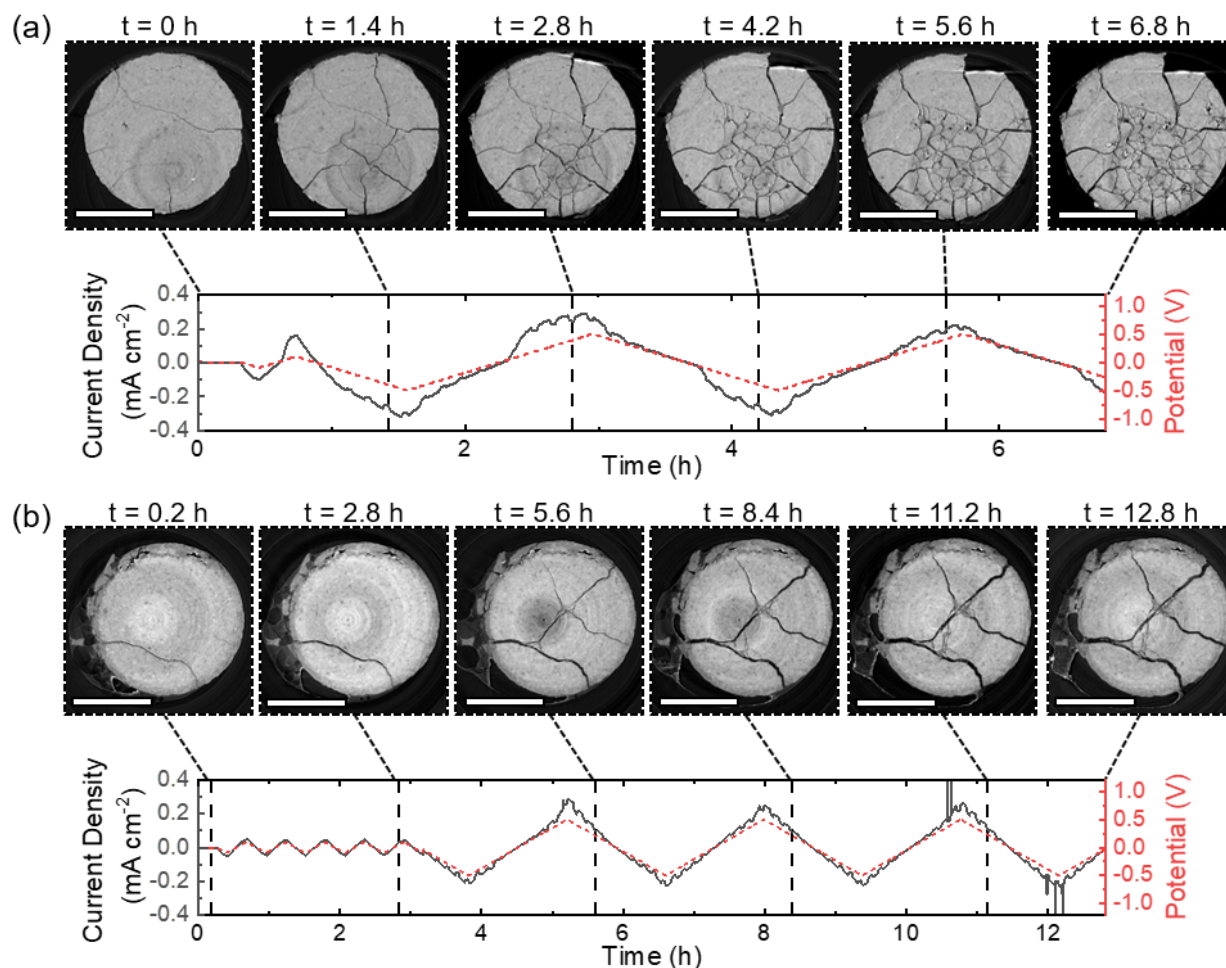 (a)
t = 0 h t = 1.4 h t = 2.8 h t = 4.2 h t = 5.6 h t = 6.8 h
Current Density
(mA cm⁻²)
0.4
0.2
0.0
-0.2
-0.4
1.0
0.5
0.0
-0.5
-1.0
Potential (V)
0 2 4 6
Time (h)
(b)
t = 0.2 h t = 2.8 h t = 5.6 h t = 8.4 h t = 11.2 h t = 12.8 h
Current Density
(mA cm⁻²)
0.4
0.2
0.0
-0.2
-0.4
1.0
0.5
0.0
-0.5
-1.0
Potential (V)
0 2 4 6 8 10 12
Time (h)